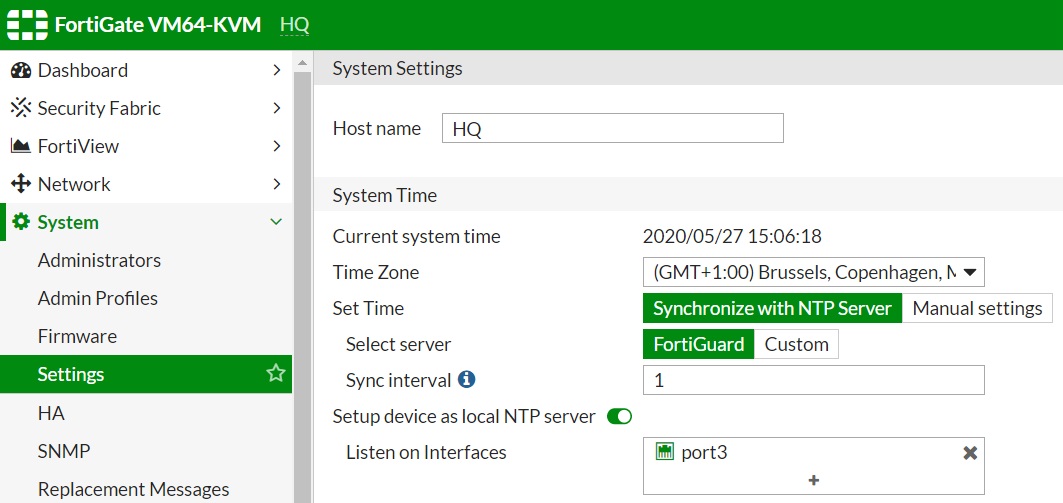 FortiGate VM64-KVM HQ
Dashboard
Security Fabric
FortiView
Network
System
Administrators
Admin Profiles
Firmware
Settings
HA
SNMP
Replacement Messages
System Settings
Host name HQ
System Time
Current system time 2020/05/27 15:06:18
Time Zone (GMT+1:00) Brussels, Copenhagen,
Set Time Synchronize with NTP Server Manual settings
Select server FortiGuard Custom
Sync interval 1
Setup device as local NTP server
Listen on Interfaces port3